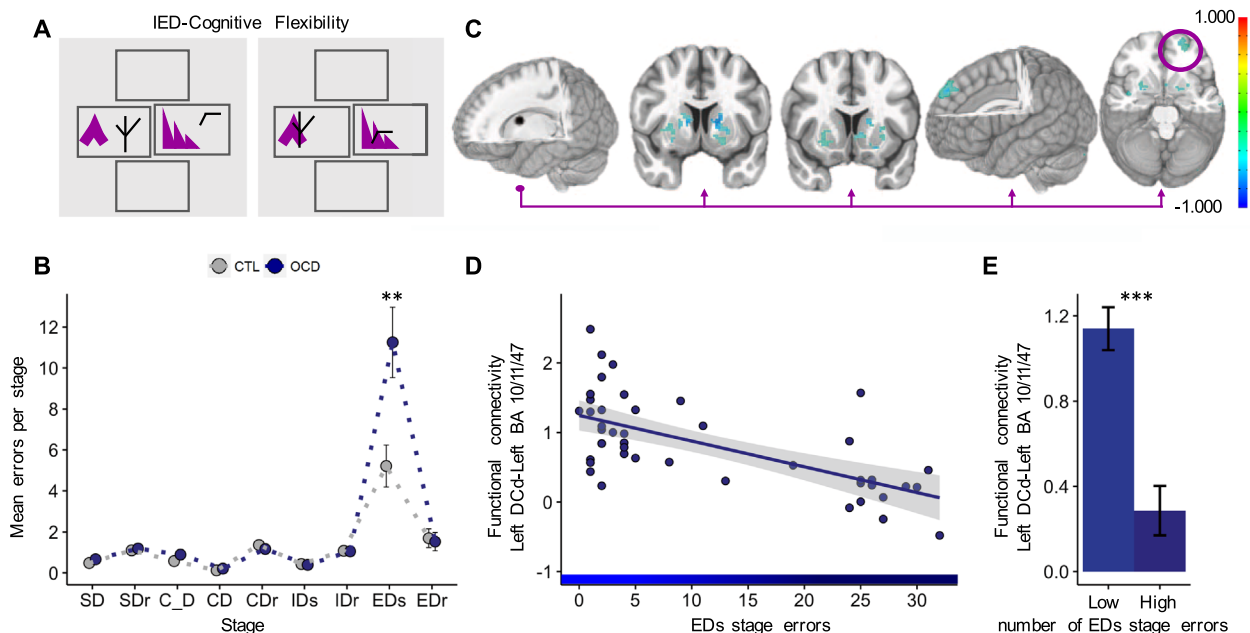 IED-Cognitive Flexibility
A
C
1.000
-1.000
B
CTL
OCD
**
Mean errors per stage
12
10
8
6
4
2
0
SD
SDr
C_D
CD
CDr
IDs
IDr
EDs
EDr
Stage
D
Functional connectivity
Left DCd-Left BA 10/11/47
2
1
0
-1
0
5
10
15
20
25
30
EDs stage errors
E
***
Functional connectivity
Left DCd-Left BA 10/11/47
1.2
0.8
0.4
0.0
Low
High
number of EDs stage errors